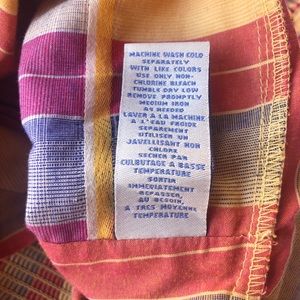 MACHINE WASH COLD
SEPARATELY
WITH LIKE COLORS
USE ONLY NON-
CHLORINE BLEACH
TUMBLE DRY LOW
REMOVE PROMPTLY
MEDIUM IRON
AS NEEDED
LAVER A LA MACHINE
A L'EAU FROIDE
SEPAREMENT
UTILISER UN
JAVELLISANT NON
CHLORE
SECHER PAR
CULBUTAGE A BASSE
TEMPERATURE
SORTIR
IMMEDIATEMENT
REPASSER,
AU BESOIN,
A TRES MOYENNE
TEMPERATURE